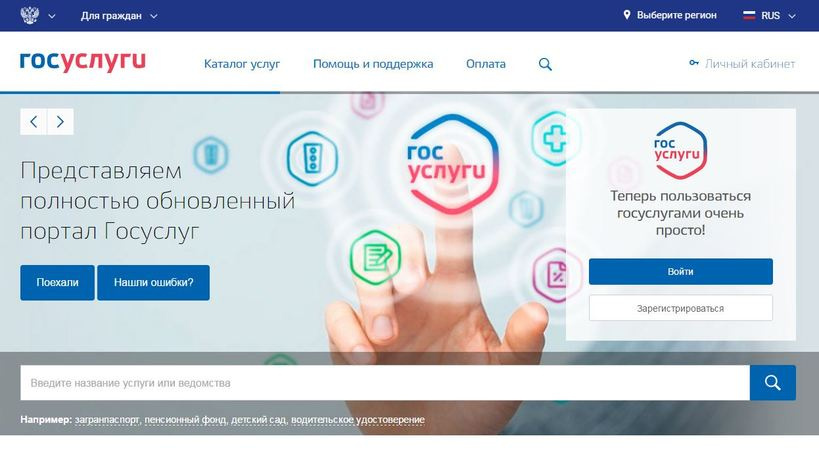 Для граждан
Выберите регион
RUS
госуслуги
Каталог услуг
Помощь и поддержка
Оплата
Личный кабинет
гос
услуги
Представляем
полностью обновленный
портал Госуслуг
Поехали
Нашли ошибки?
гос
услуги
Теперь пользоваться
госуслугами очень
просто!
Войти
Зарегистрироваться
Введите название услуги или ведомства
Например: загранпаспорт, пенсионный фонд, детский сад, водительское удостоверение